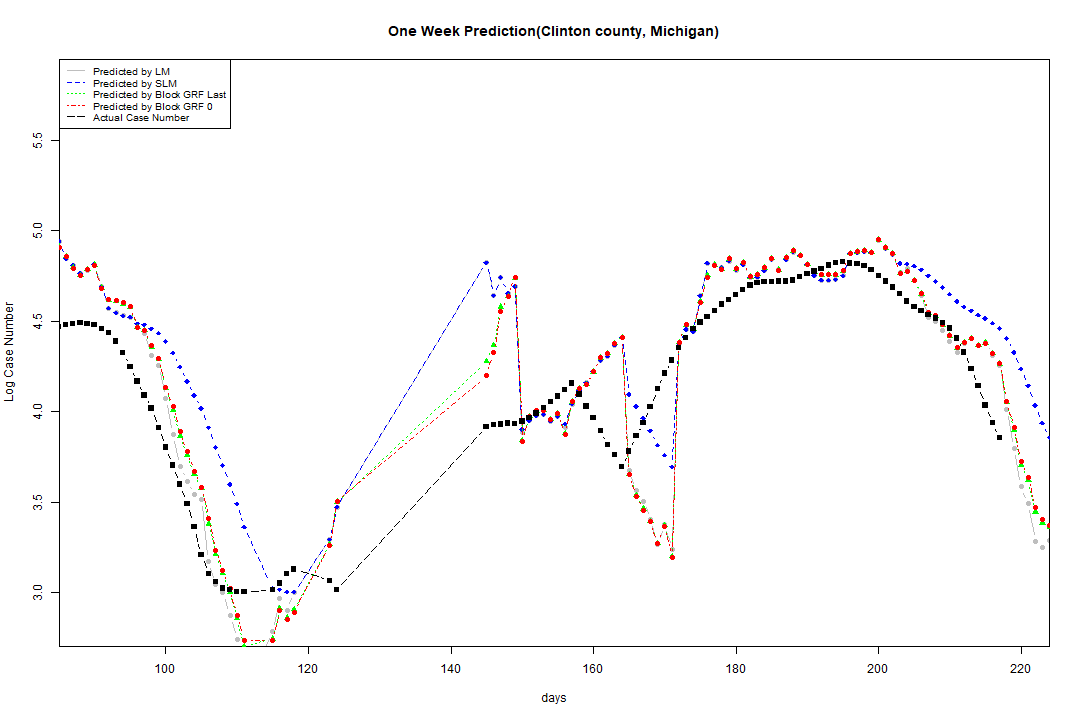 One Week Prediction(Clinton county, Michigan)
Predicted by LM
Predicted by SLM
Predicted by Block GRF Last
Predicted by Block GRF 0
Actual Case Number
Log Case Number
5.5
5.0
4.5
4.0
3.5
3.0
100 120 140 160 180 200 220
days